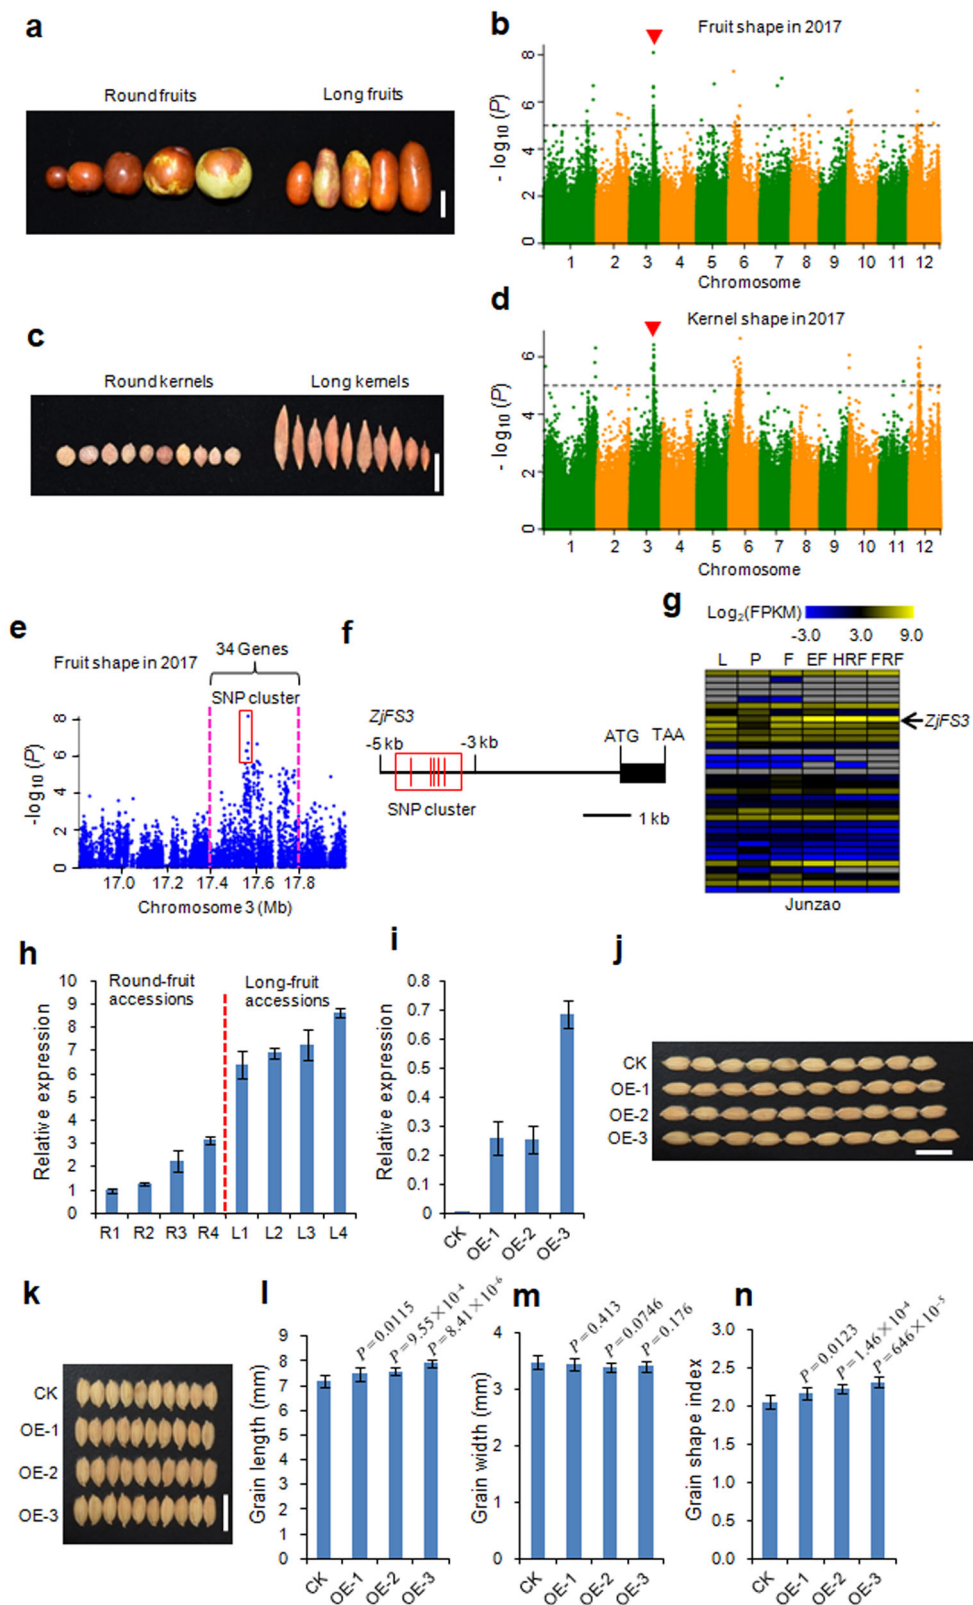 a
Round fruits Long fruits
b
Fruit shape in 2017
- log10 (P)
8
6
4
2
0
1 2 3 4 5 6 7 8 9 10 11 12
Chromosome
c
Round kernels Long kernels
d
Kernel shape in 2017
- log10 (P)
6
4
2
0
1 2 3 4 5 6 7 8 9 10 11 12
Chromosome
e
Fruit shape in 2017
34 Genes
SNP cluster
-log10 (P)
8
6
4
2
0
17.0 17.2 17.4 17.6 17.8
Chromosome 3 (Mb)
f
ZjFS3
-5 kb -3 kb ATG TAA
SNP cluster
1 kb
g
Log2(FPKM)
-3.0 3.0 9.0
L P F EF HRF FRF
ZjFS3
Junzao
h
Round-fruit accessions
Long-fruit accessions
Relative expression
10
9
8
7
6
5
4
3
2
1
0
R1 R2 R3 R4 L1 L2 L3 L4
i
Relative expression
0.8
0.7
0.6
0.5
0.4
0.3
0.2
0.1
0
CK OE-1 OE-2 OE-3
j
CK
OE-1
OE-2
OE-3
k
CK
OE-1
OE-2
OE-3
l
P=0.0115
P=9.55×10-4
P=8.41×10-6
Grain length (mm)
9
8
7
6
5
4
3
2
1
0
CK OE-1 OE-2 OE-3
m
P=0.413
P=0.0746
P=0.176
Grain width (mm)
4
3
2
1
0
CK OE-1 OE-2 OE-3
n
P=0.0123
P=1.46×10-4
P=646×10-5
Grain shape index
3.0
2.5
2.0
1.5
1.0
0.5
0.0
CK OE-1 OE-2 OE-3